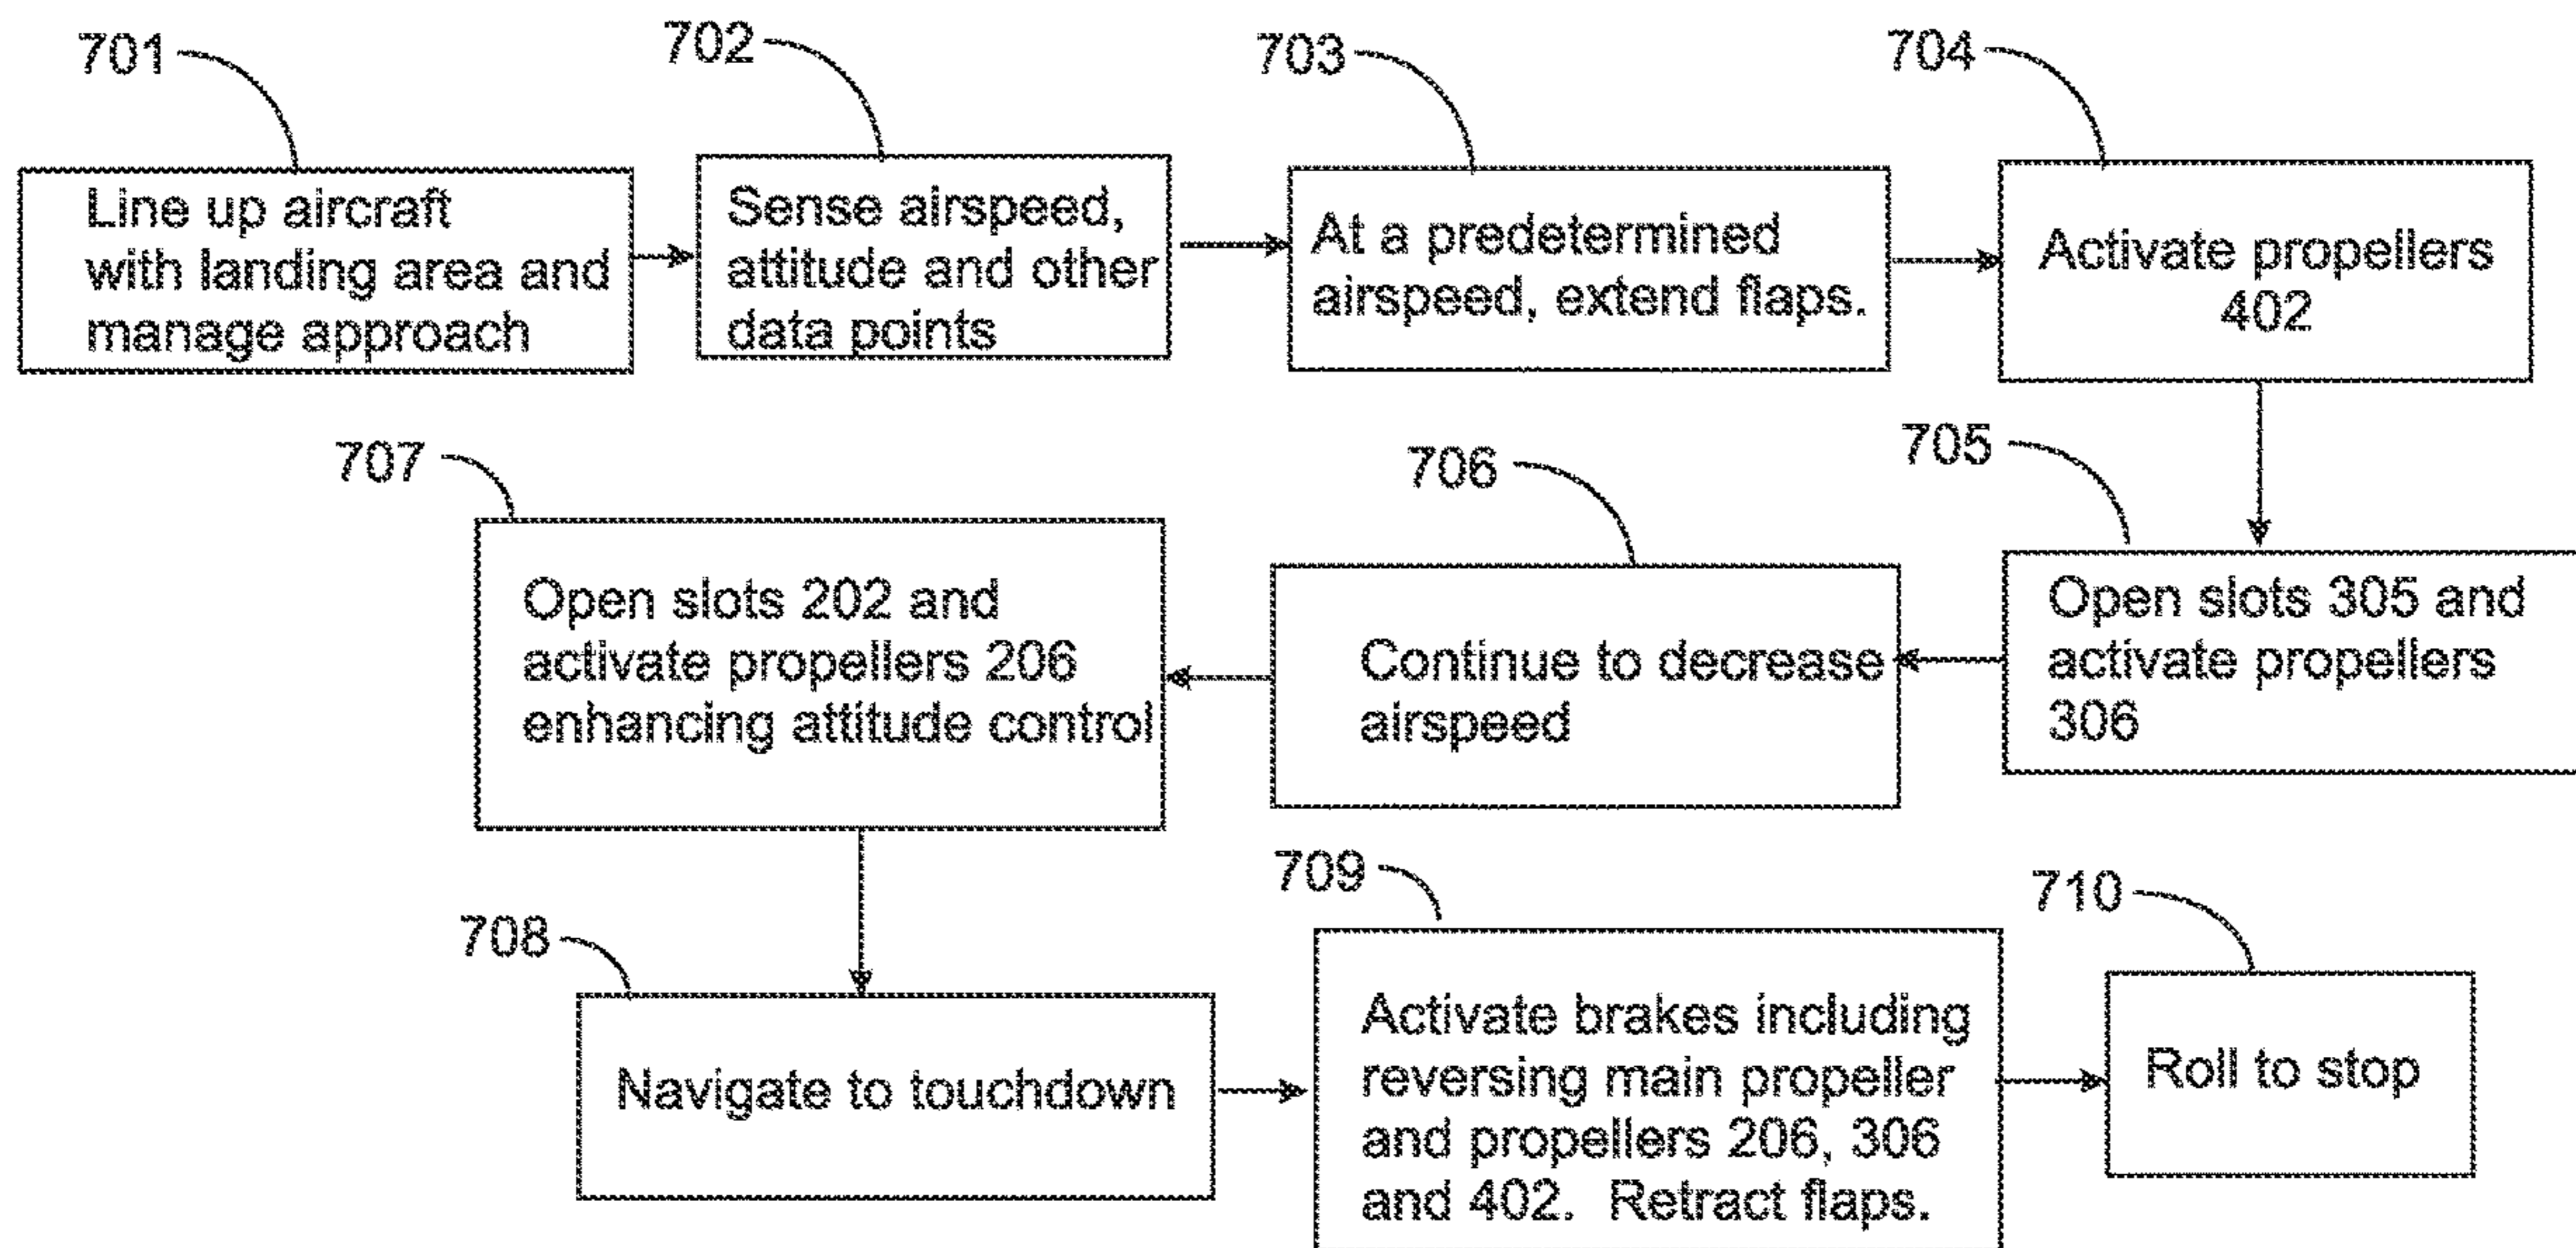 701
702
703
704
Line up aircraft
with landing area and
manage approach
Sense airspeed,
attitude and other
data points
At a predetermined
airspeed, extend flaps.
Activate propellers
402
707
706
705
Open slots 202 and
activate propellers 206
enhancing attitude control
Continue to decrease
airspeed
Open slots 305 and
activate propellers
306
708
709
710
Navigate to touchdown
Activate brakes including
reversing main propeller
and propellers 206, 306
and 402. Retract flaps.
Roll to stop